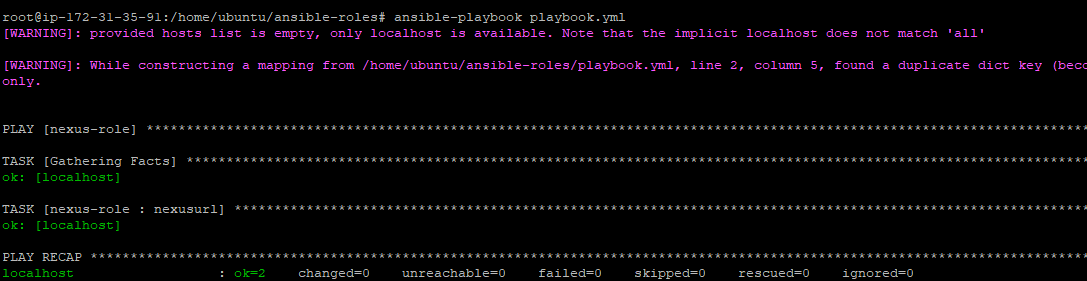 root@ip-172-31-35-91:/home/ubuntu/ansible-roles# ansible-playbook playbook.yml
[WARNING]: provided hosts list is empty, only localhost is available. Note that the implicit localhost does not match 'all'
[WARNING]: While constructing a mapping from /home/ubuntu/ansible-roles/playbook.yml, line 2, column 5, found a duplicate dict key (beco
only.
PLAY [nexus-role] **********************************************************************************************************************
TASK [Gathering Facts] *****************************************************************************************************************
ok: [localhost]
TASK [nexus-role : nexusurl] ***********************************************************************************************************
ok: [localhost]
PLAY RECAP *****************************************************************************************************************************
localhost                  : ok=2    changed=0    unreachable=0    failed=0    skipped=0    rescued=0    ignored=0